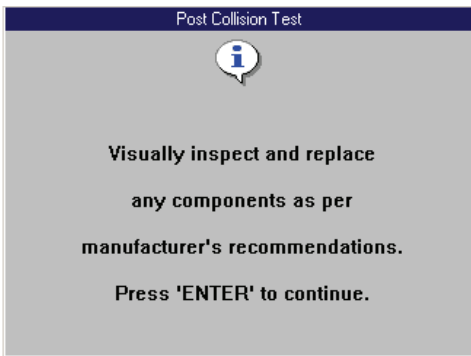 Post Collision Test
Visually inspect and replace
any components as per
manufacturer's recommendations.
Press 'ENTER' to continue.